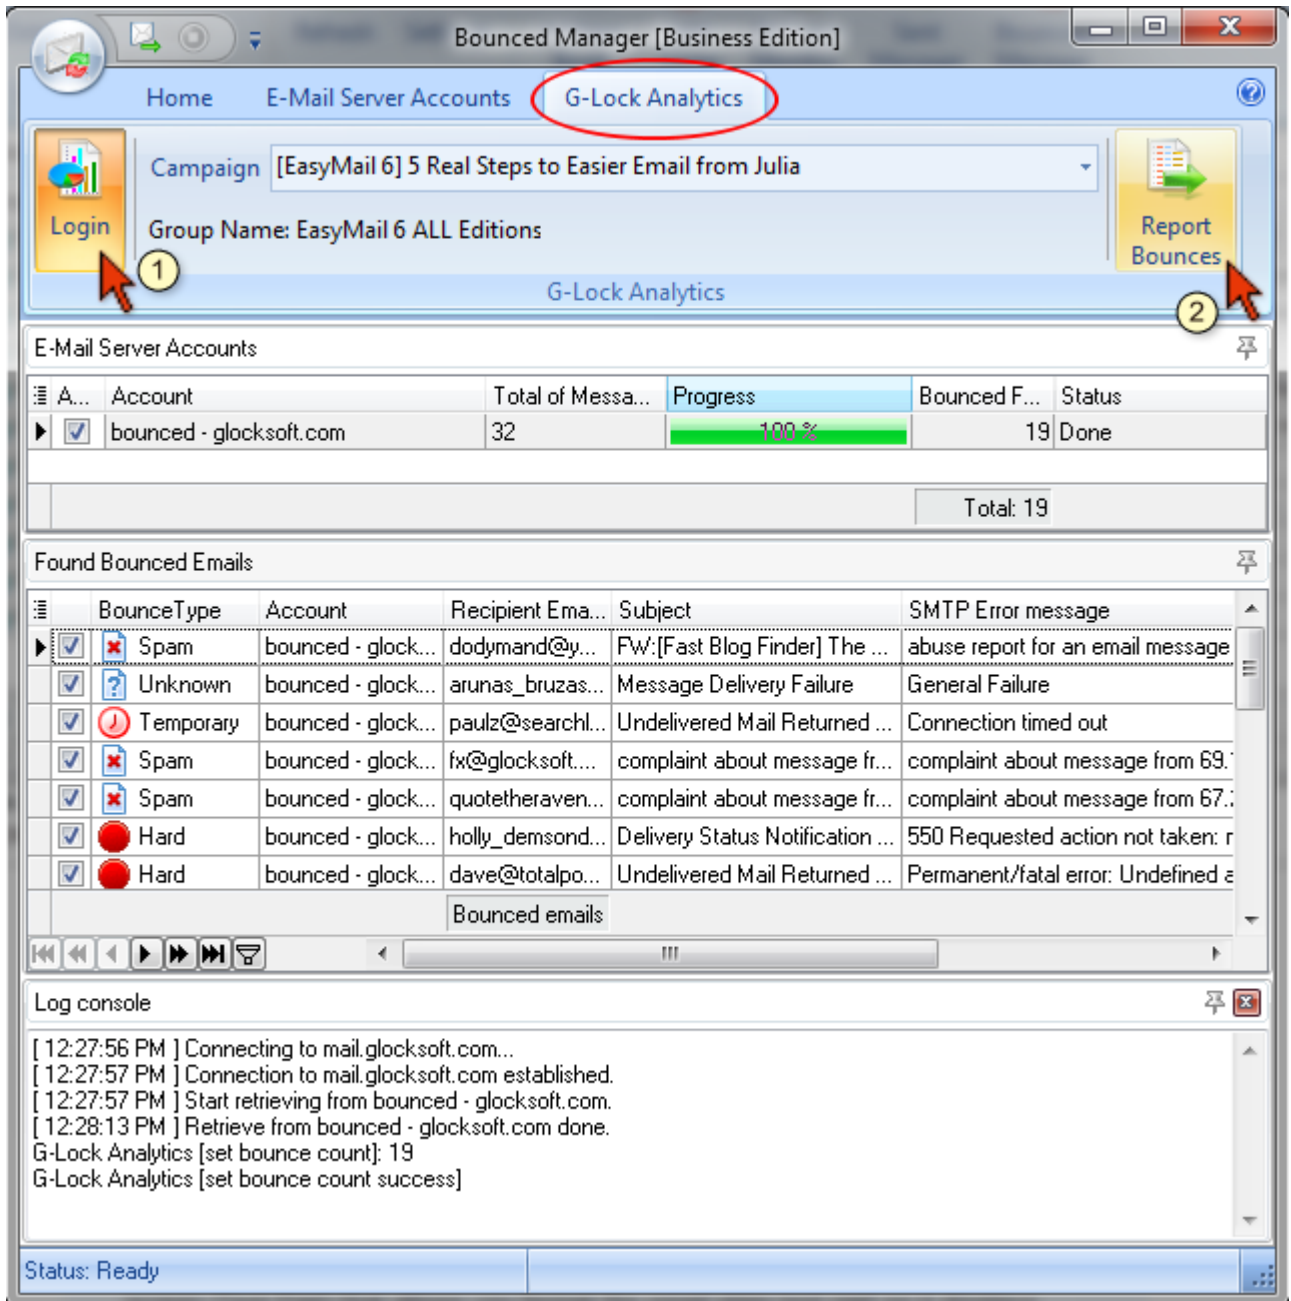 Bounced Manager [Business Edition]
Home E-Mail Server Accounts G-Lock Analytics
Campaign [EasyMail 6] 5 Real Steps to Easier Email from Julia
Login Group Name: EasyMail 6 ALL Editions
Report
Bounces
1
2
G-Lock Analytics
E-Mail Server Accounts
A... Account Total of Messa... Progress Bounced F... Status
bounced - glocksoft.com 32 100 % 19 Done
Total: 19
Found Bounced Emails
BounceType Account Recipient Ema... Subject SMTP Error message
Spam bounced - glock... dodymand@y... FW:[Fast Blog Finder] The ... abuse report for an email message
Unknown bounced - glock... arunas_bruzas... Message Delivery Failure General Failure
Temporary bounced - glock... paulz@searchl... Undelivered Mail Returned ... Connection timed out
Spam bounced - glock... fx@glocksoft.... complaint about message fr... complaint about message from 69.
Spam bounced - glock... quotetheraven... complaint about message fr... complaint about message from 67.
Hard bounced - glock... holly_demsond... Delivery Status Notification ... 550 Requested action not taken:
Hard bounced - glock... dave@totalpo... Undelivered Mail Returned ... Permanent/fatal error: Undefined
Bounced emails
Log console
[ 12:27:56 PM ] Connecting to mail.glocksoft.com...
[ 12:27:57 PM ] Connection to mail.glocksoft.com established.
[ 12:27:57 PM ] Start retrieving from bounced - glocksoft.com.
[ 12:28:13 PM ] Retrieve from bounced - glocksoft.com done.
G-Lock Analytics [set bounce count]: 19
G-Lock Analytics [set bounce count success]
Status: Ready